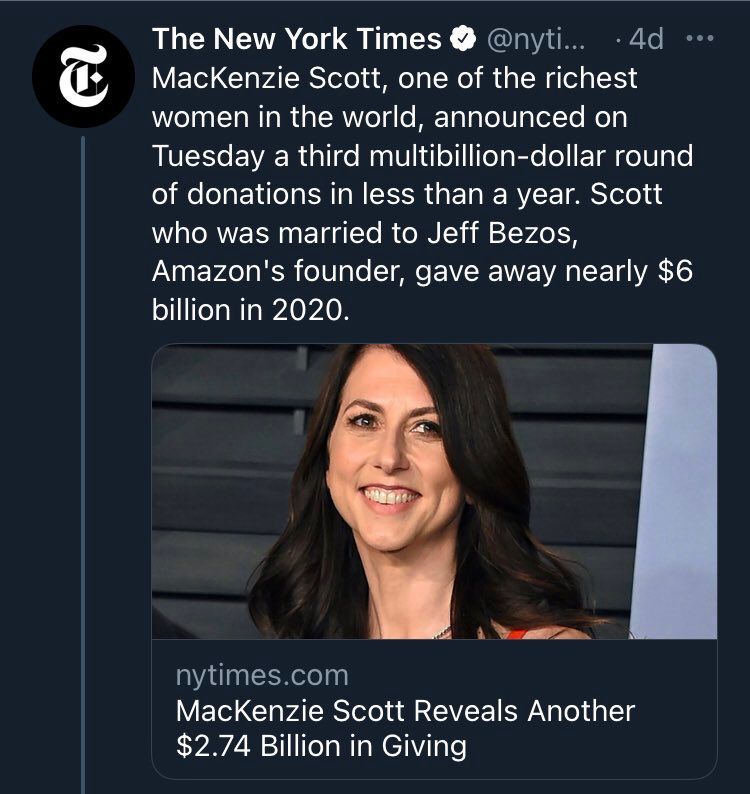 The New York Times @nyti... · 4d ...
MacKenzie Scott, one of the richest
women in the world, announced on
Tuesday a third multibillion-dollar round
of donations in less than a year. Scott
who was married to Jeff Bezos,
Amazon's founder, gave away nearly $6
billion in 2020.
nytimes.com
MacKenzie Scott Reveals Another
$2.74 Billion in Giving